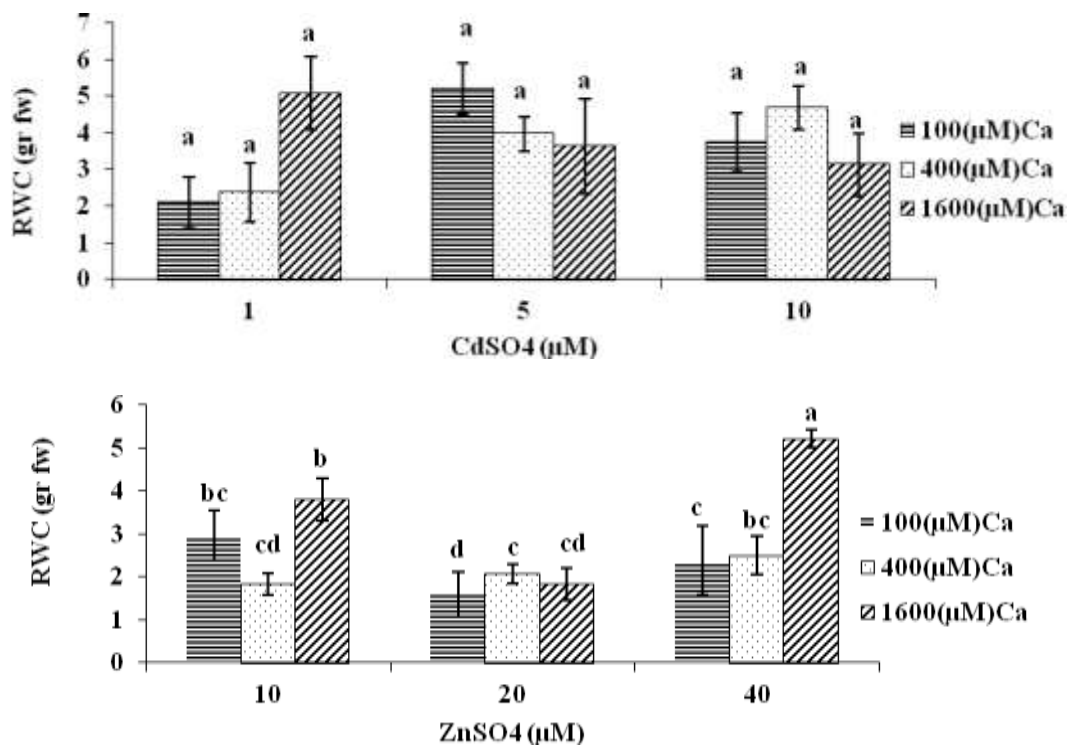 7
6
5
4
3
2
1
0
RWC (gr fw)
a a a a a a a a a
1 5 10
CdSO4 (µM)
100(µM)Ca
400(µM)Ca
1600(µM)Ca
6
5
4
3
2
1
0
RWC (gr fw)
bc cd b d c cd c bc a
10 20 40
ZnSO4 (µM)
100(µM)Ca
400(µM)Ca
1600(µM)Ca